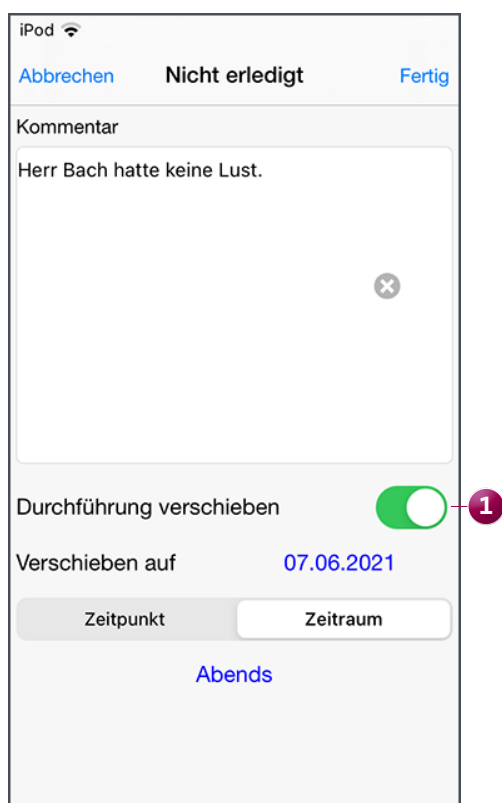 iPod
Abbrechen Nicht erledigt Fertig
Kommentar
Herr Bach hatte keine Lust.
Durchführung verschieben
1
Verschieben auf 07.06.2021
Zeitpunkt Zeitraum
Abends